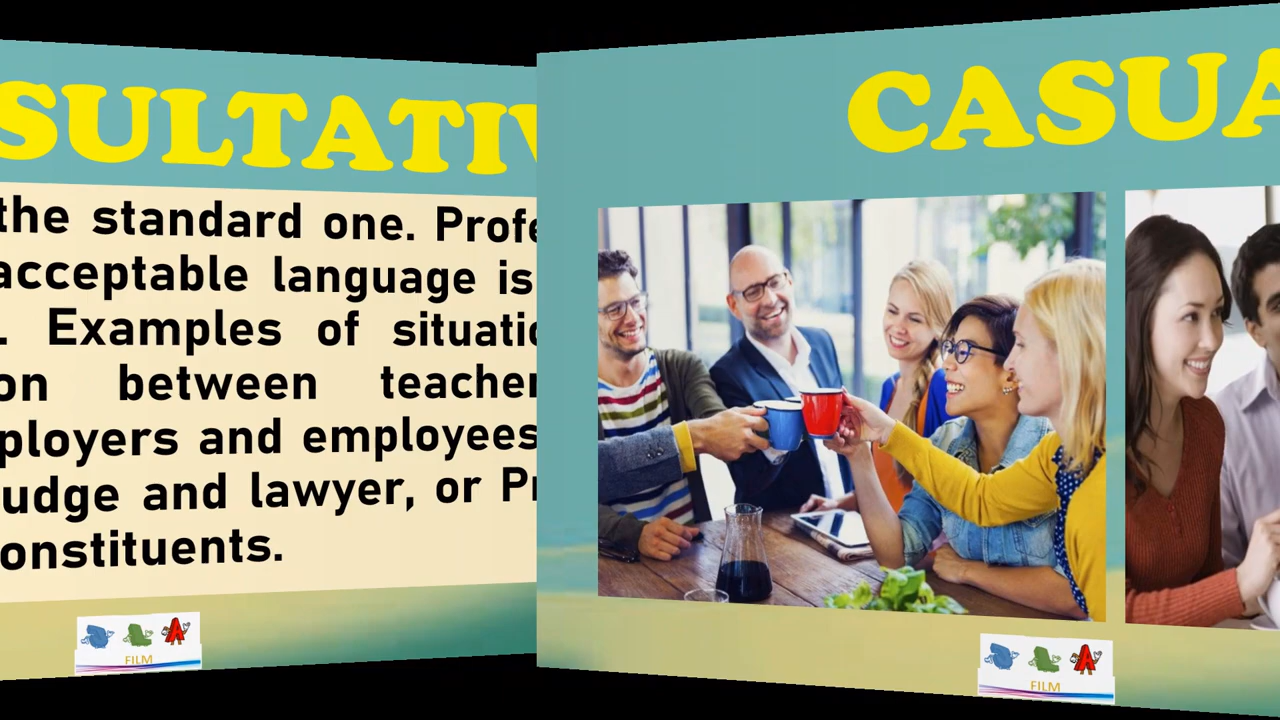 SULTATIV
the standard one. Profe
acceptable language is
. Examples of situatio
on between teacher
ployers and employees
udge and lawyer, or Pr
onstituents.
FILM
CASUA
FILM